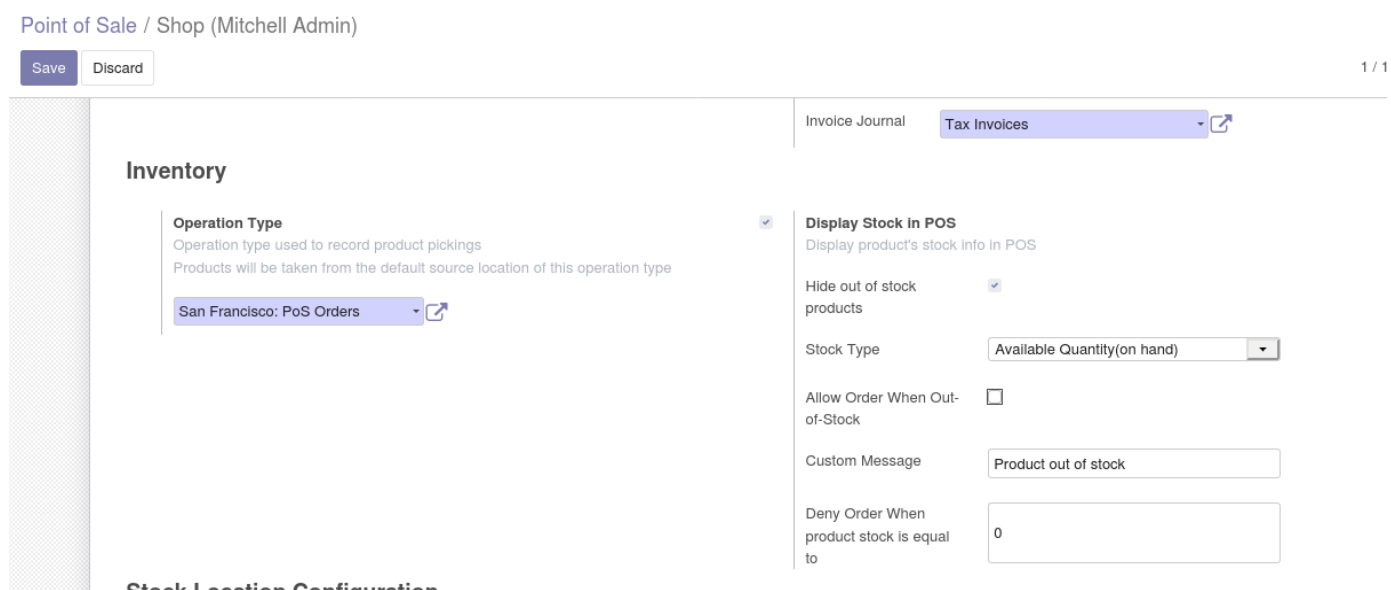 Point of Sale / Shop (Mitchell Admin)
Save Discard 1 / 1
Invoice Journal Tax Invoices
Inventory
Operation Type
Operation type used to record product pickings
Products will be taken from the default source location of this operation type
San Francisco: PoS Orders
Display Stock in POS
Display product's stock info in POS
Hide out of stock
products
Stock Type Available Quantity(on hand)
Allow Order When Out-
of-Stock
Custom Message Product out of stock
Deny Order When
product stock is equal
to
0
Stock Location Configuration